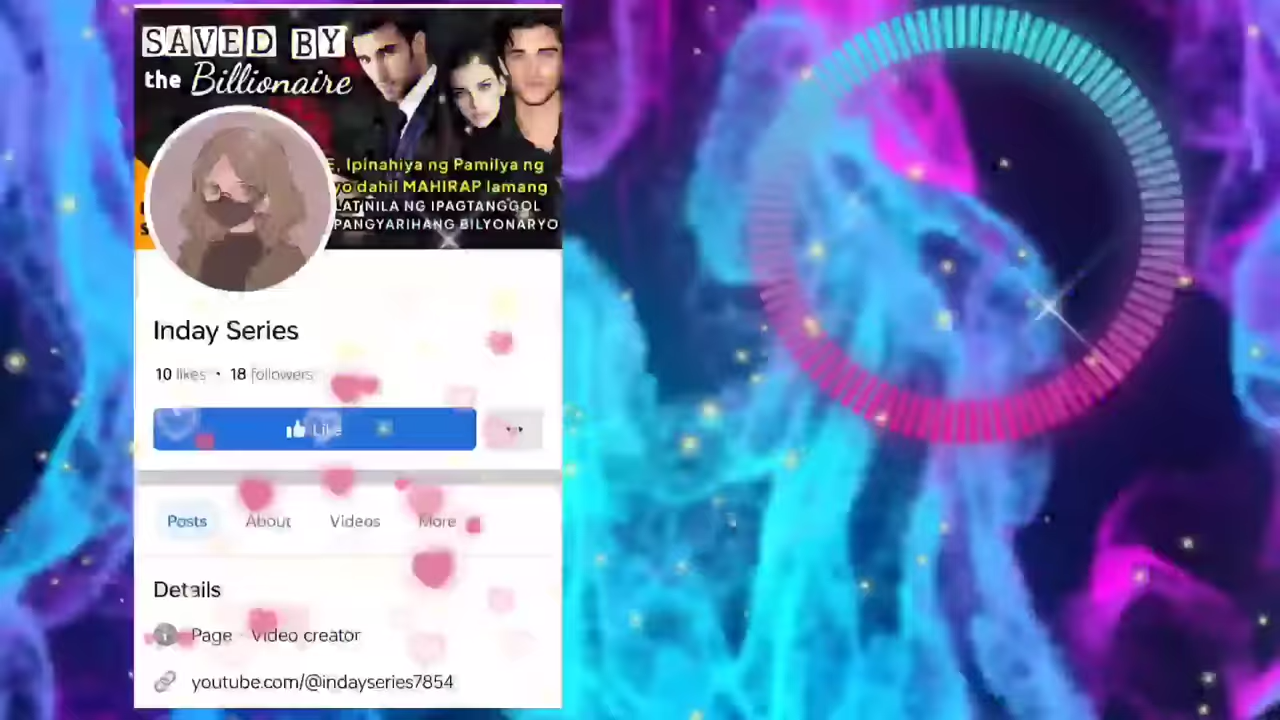 SAVED BY
the Billionaire
E, Ipinahiya ng Pamilya ng
yo dahil MAHIRAP lamang
LAT NILA NG IPAGTANGGOL
PANGYARIHANG BILYONARYO
Inday Series
10 likes · 18 followers
Like
Posts About Videos More
Details
Page · Video creator
youtube.com/@indayseries7854